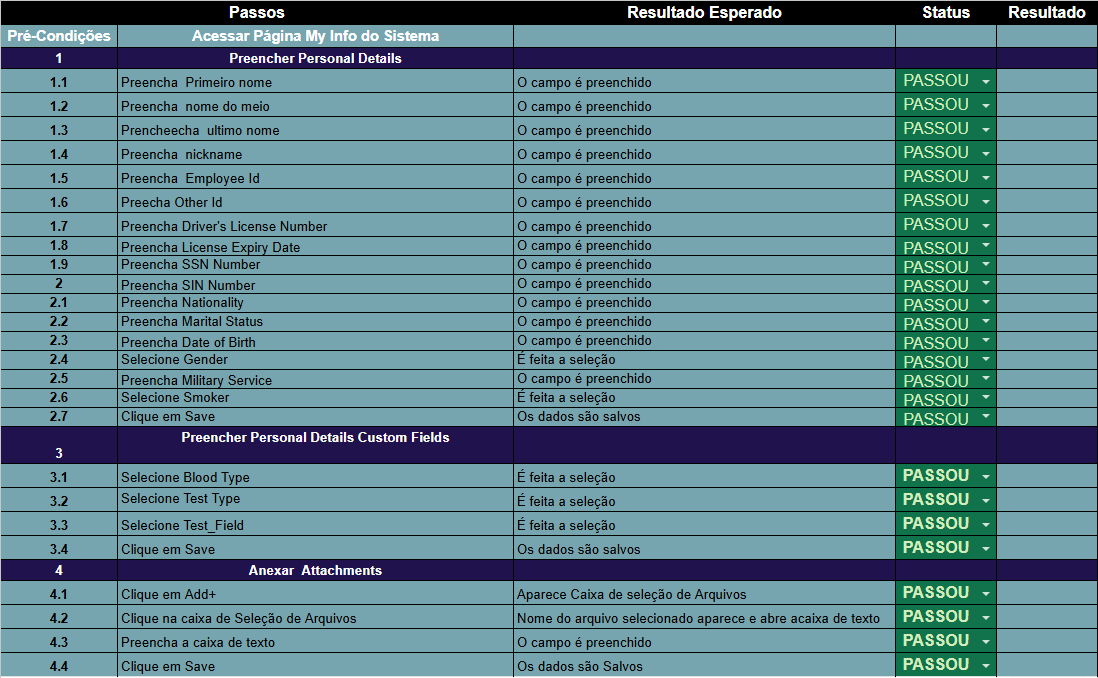 Passos Resultado Esperado Status Resultado
Pré-Condições Acessar Página My Info do Sistema
1 Preencher Personal Details
1.1 Preencha Primeiro nome O campo é preenchido PASSOU
1.2 Preencha nome do meio O campo é preenchido PASSOU
1.3 Prencheecha ultimo nome O campo é preenchido PASSOU
1.4 Preencha nickname O campo é preenchido PASSOU
1.5 Preencha Employee Id O campo é preenchido PASSOU
1.6 Preecha Other Id O campo é preenchido PASSOU
1.7 Preencha Driver's License Number O campo é preenchido PASSOU
1.8 Preencha License Expiry Date O campo é preenchido PASSOU
1.9 Preencha SSN Number O campo é preenchido PASSOU
2 Preencha SIN Number O campo é preenchido PASSOU
2.1 Preencha Nationality O campo é preenchido PASSOU
2.2 Preencha Marital Status O campo é preenchido PASSOU
2.3 Preencha Date of Birth O campo é preenchido PASSOU
2.4 Selecione Gender É feita a seleção PASSOU
2.5 Preencha Military Service O campo é preenchido PASSOU
2.6 Selecione Smoker É feita a seleção PASSOU
2.7 Clique em Save Os dados são salvos PASSOU
3 Preencher Personal Details Custom Fields
3.1 Selecione Blood Type É feita a seleção PASSOU
3.2 Selecione Test Type É feita a seleção PASSOU
3.3 Selecione Test_Field É feita a seleção PASSOU
3.4 Clique em Save Os dados são salvos PASSOU
4 Anexar Attachments
4.1 Clique em Add+ Aparece Caixa de seleção de Arquivos PASSOU
4.2 Clique na caixa de Seleção de Arquivos Nome do arquivo selecionado aparece e abre acaixa de texto PASSOU
4.3 Preencha a caixa de texto O campo é preenchido PASSOU
4.4 Clique em Save Os dados são Salvos PASSOU